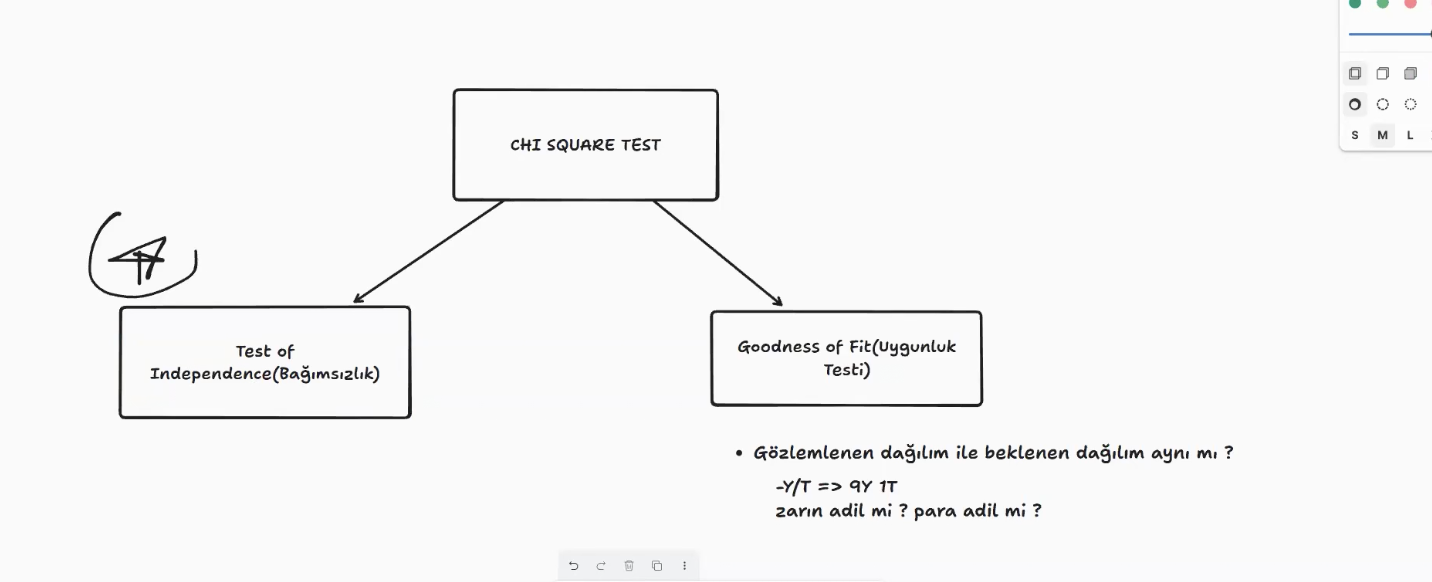 CHI SQUARE TEST
Test of
Independence(Bağımsızlık)
Goodness of Fit(Uygunluk
Testi)
• Gözlemlenen dağılım ile beklenen dağılım aynı mı ?
-Y/T => 9Y 1T
zarın adil mi ? para adil mi ?
S M L